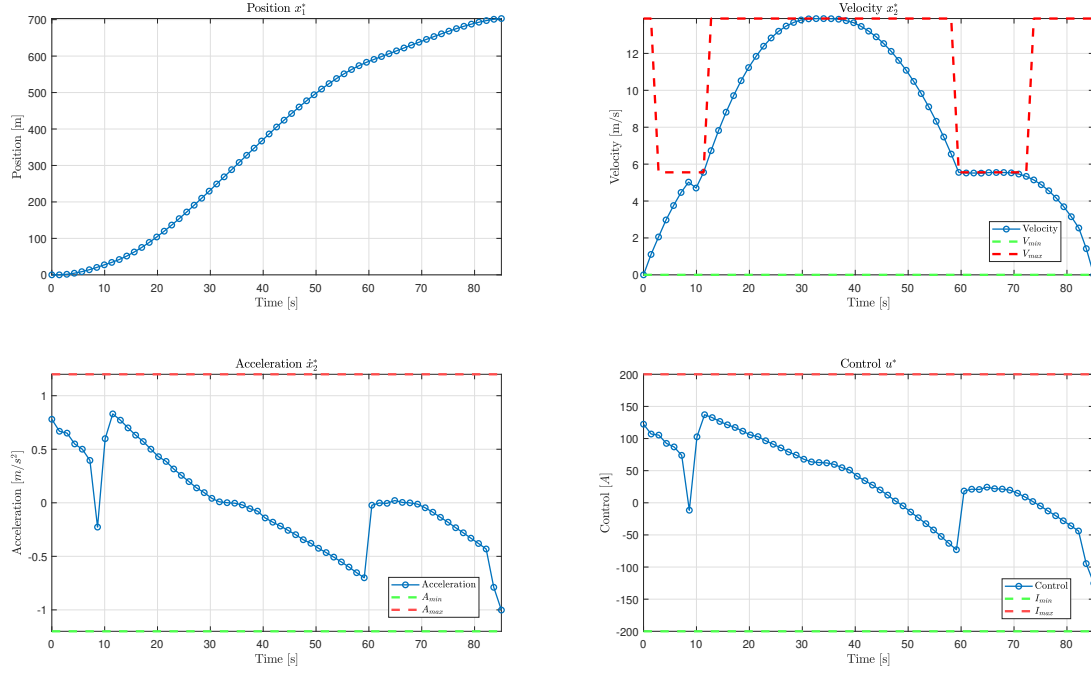 Position x₁*
Position [m]
700
600
500
400
300
200
100
0
0 10 20 30 40 50 60 70 80
Time [s]
Velocity x₂*
Velocity [m/s]
12
10
8
6
4
2
0
Velocity
V_min
V_max
0 10 20 30 40 50 60 70 80
Time [s]
Acceleration ẋ₂*
Acceleration [m/s²]
1
0.5
0
-0.5
-1
Acceleration
A_min
A_max
0 10 20 30 40 50 60 70 80
Time [s]
Control u*
Control [A]
200
150
100
50
0
-50
-100
-150
-200
Control
I_min
I_max
0 10 20 30 40 50 60 70 80
Time [s]